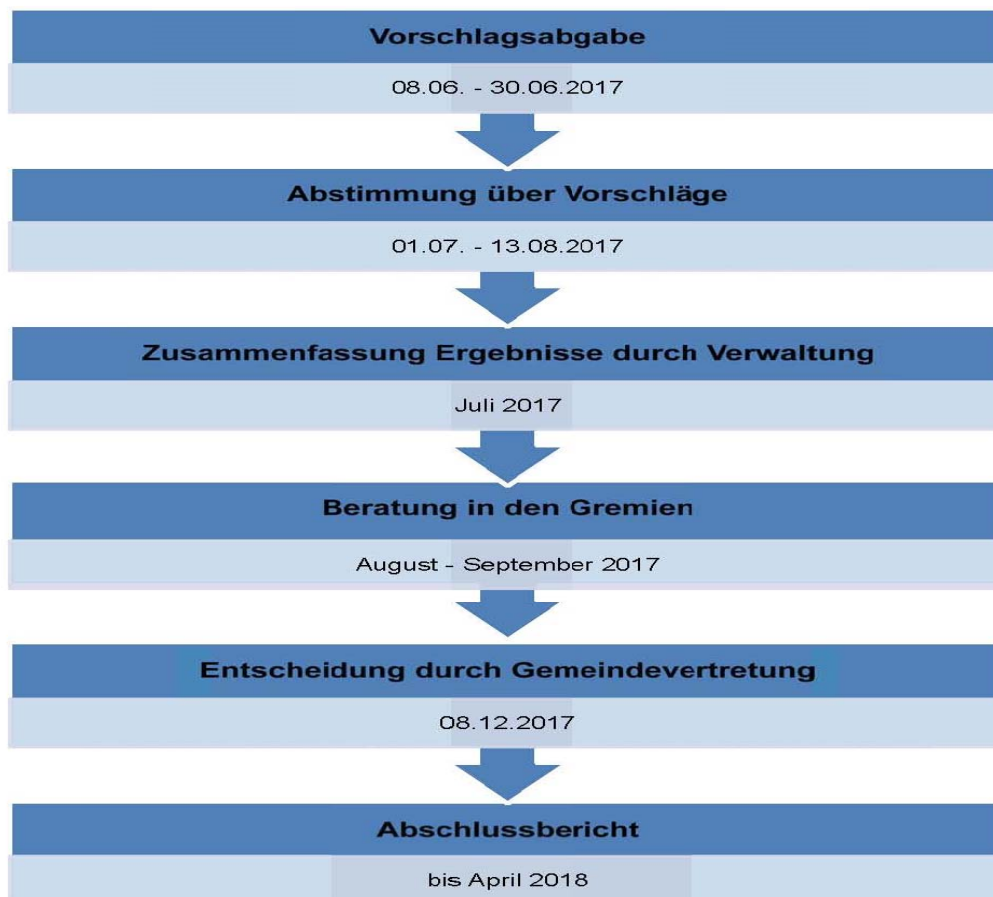 Vorschlagsabgabe
08.06. - 30.06.2017
Abstimmung über Vorschläge
01.07. - 13.08.2017
Zusammenfassung Ergebnisse durch Verwaltung
Juli 2017
Beratung in den Gremien
August - September 2017
Entscheidung durch Gemeindevertretung
08.12.2017
Abschlussbericht
bis April 2018